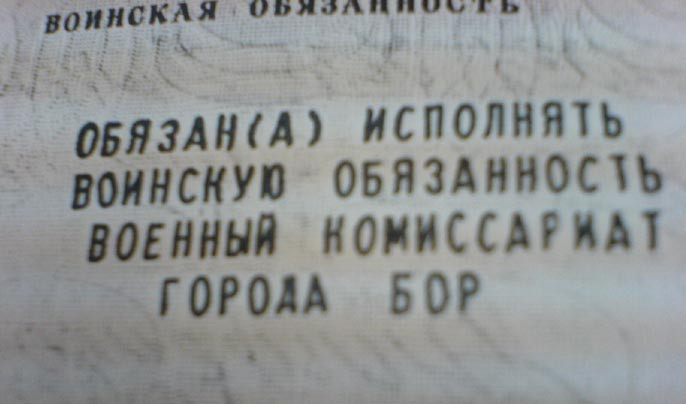 ВОИНСКАЯ ОБЯЗАННОСТЬ
ОБЯЗАН(А) ИСПОЛНЯТЬ
ВОИНСКУЮ ОБЯЗАННОСТЬ
ВОЕННЫЙ КОМИССАРИАТ
ГОРОДА БОР